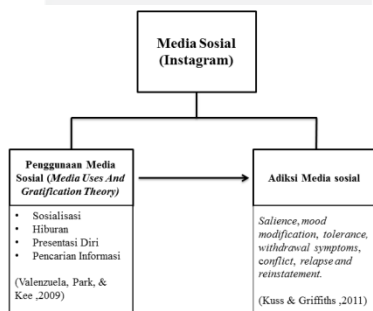 Media Sosial
(Instagram)
Penggunaan Media
Sosial (Media Uses And
Gratification Theory)
• Sosialisasi
• Hiburan
• Presentasi Diri
• Pencarian Informasi
(Valenzuela, Park, &
Kee ,2009)
Adiksi Media sosial
Salience, mood
modification, tolerance,
withdrawal symptoms,
conflict, relapse and
reinstatement.
(Kuss & Griffiths ,2011)